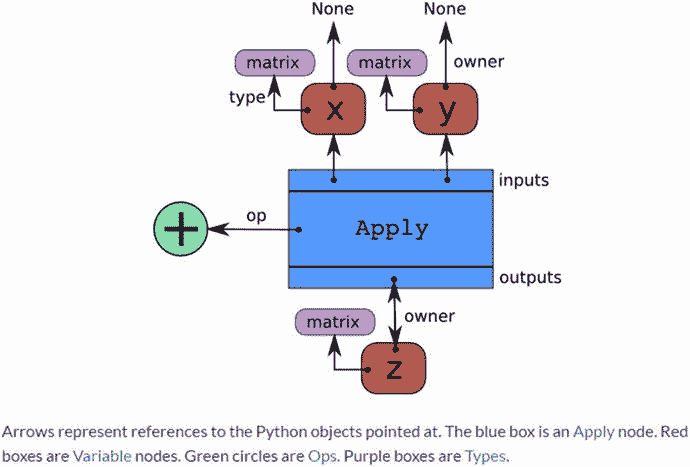 None None
matrix matrix owner
type x y
inputs
op Apply
+
outputs
owner
matrix
z
Arrows represent references to the Python objects pointed at. The blue box is an Apply node. Red
boxes are Variable nodes. Green circles are Ops. Purple boxes are Types.